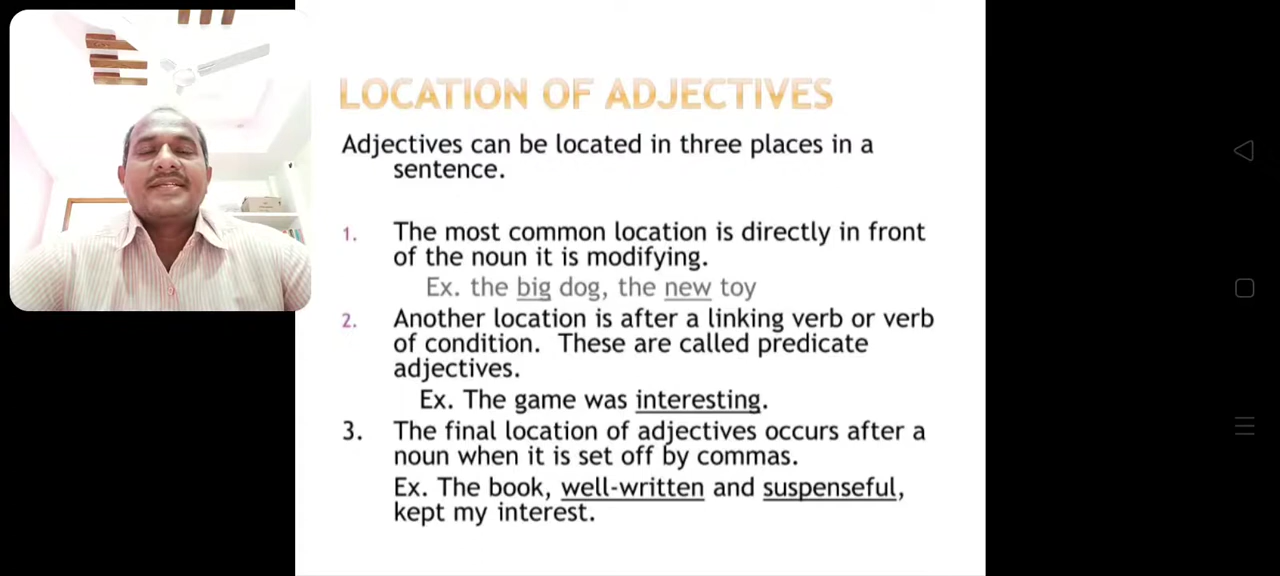 LOCATION OF ADJECTIVES
Adjectives can be located in three places in a
sentence.
1. The most common location is directly in front
of the noun it is modifying.
Ex. the big dog, the new toy
2. Another location is after a linking verb or verb
of condition.  These are called predicate
adjectives.
Ex. The game was interesting.
3. The final location of adjectives occurs after a
noun when it is set off by commas.
Ex. The book, well-written and suspenseful,
kept my interest.